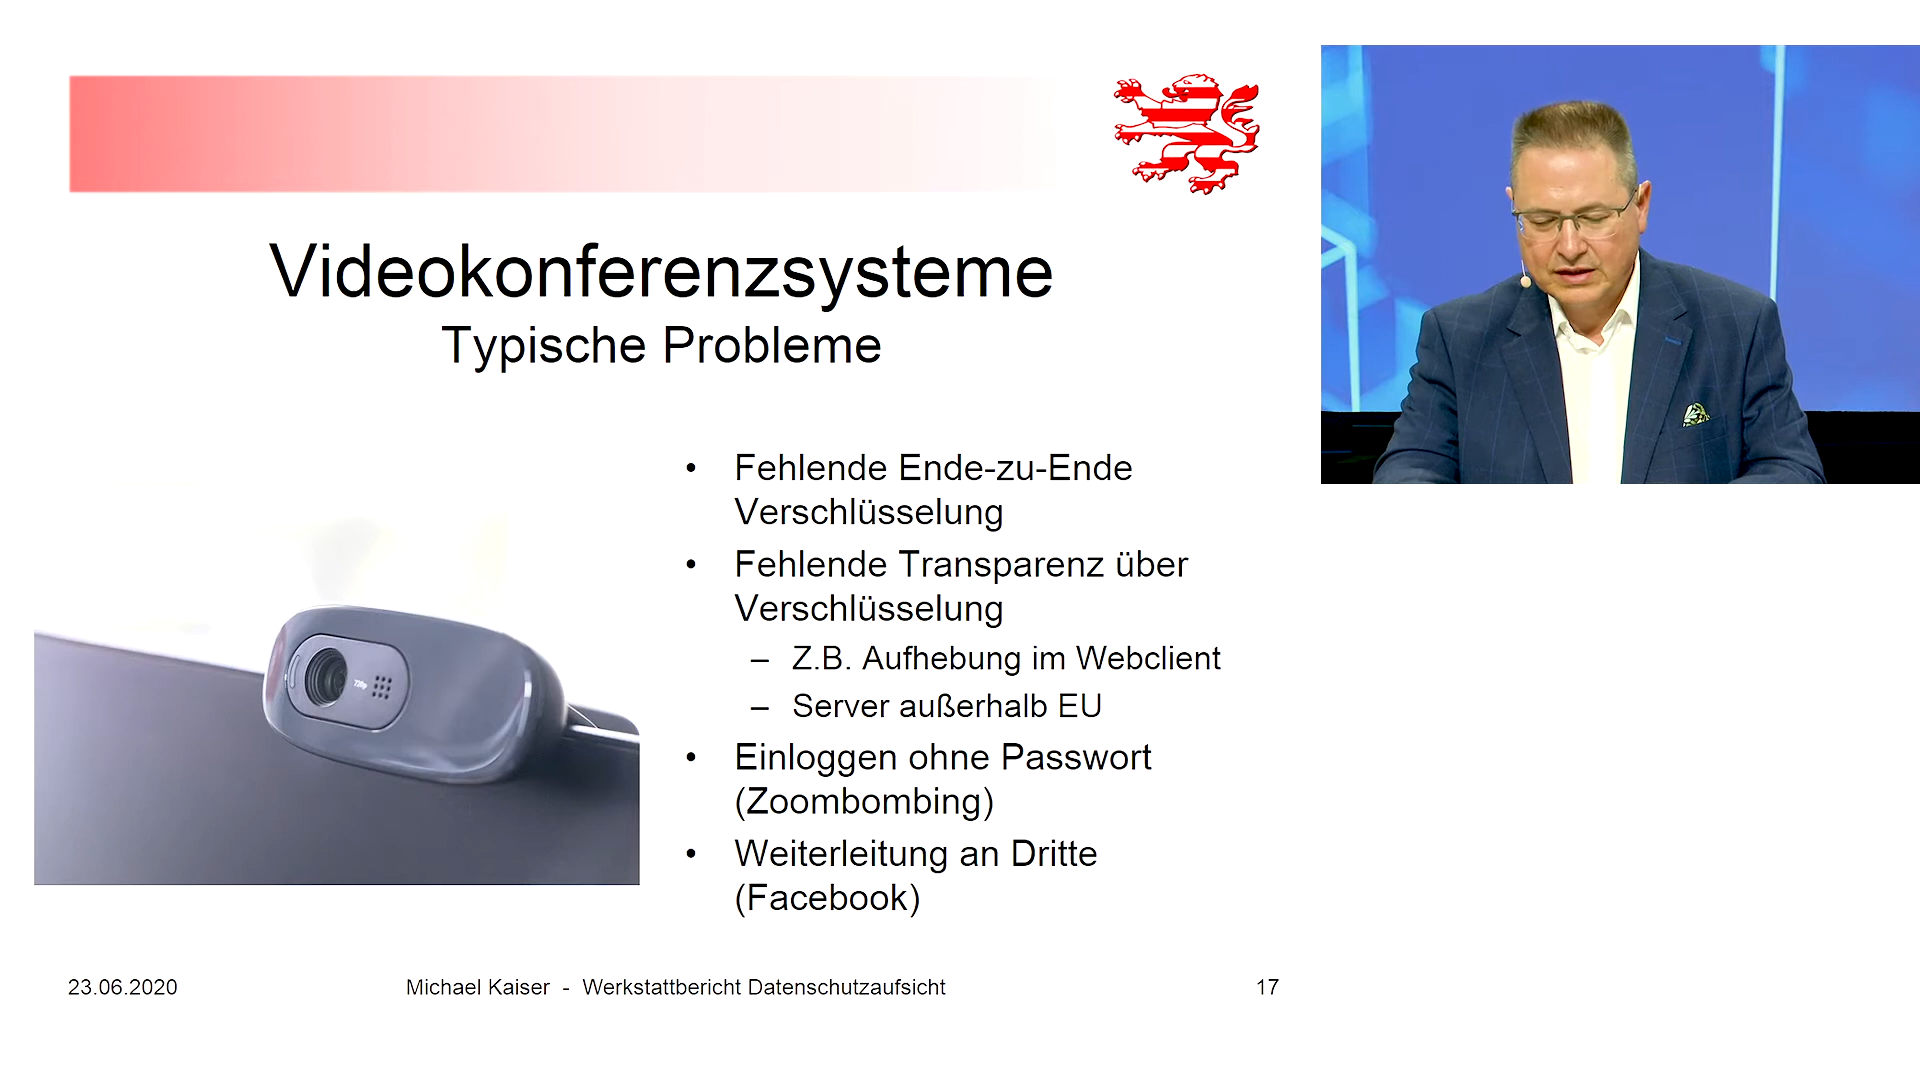 Videokonferenzsysteme
Typische Probleme
• Fehlende Ende-zu-Ende
Verschlüsselung
• Fehlende Transparenz über
Verschlüsselung
– Z.B. Aufhebung im Webclient
– Server außerhalb EU
• Einloggen ohne Passwort
(Zoombombing)
• Weiterleitung an Dritte
(Facebook)
720p
23.06.2020
Michael Kaiser - Werkstattbericht Datenschutzaufsicht
17